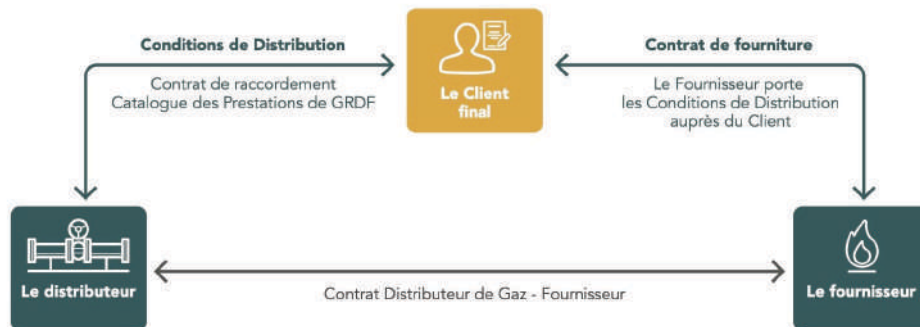 Conditions de Distribution
Contrat de raccordement
Catalogue des Prestations de GRDF
Le Client
final
Contrat de fourniture
Le Fournisseur porte
les Conditions de Distribution
auprès du Client
Le distributeur
Contrat Distributeur de Gaz - Fournisseur
Le fournisseur